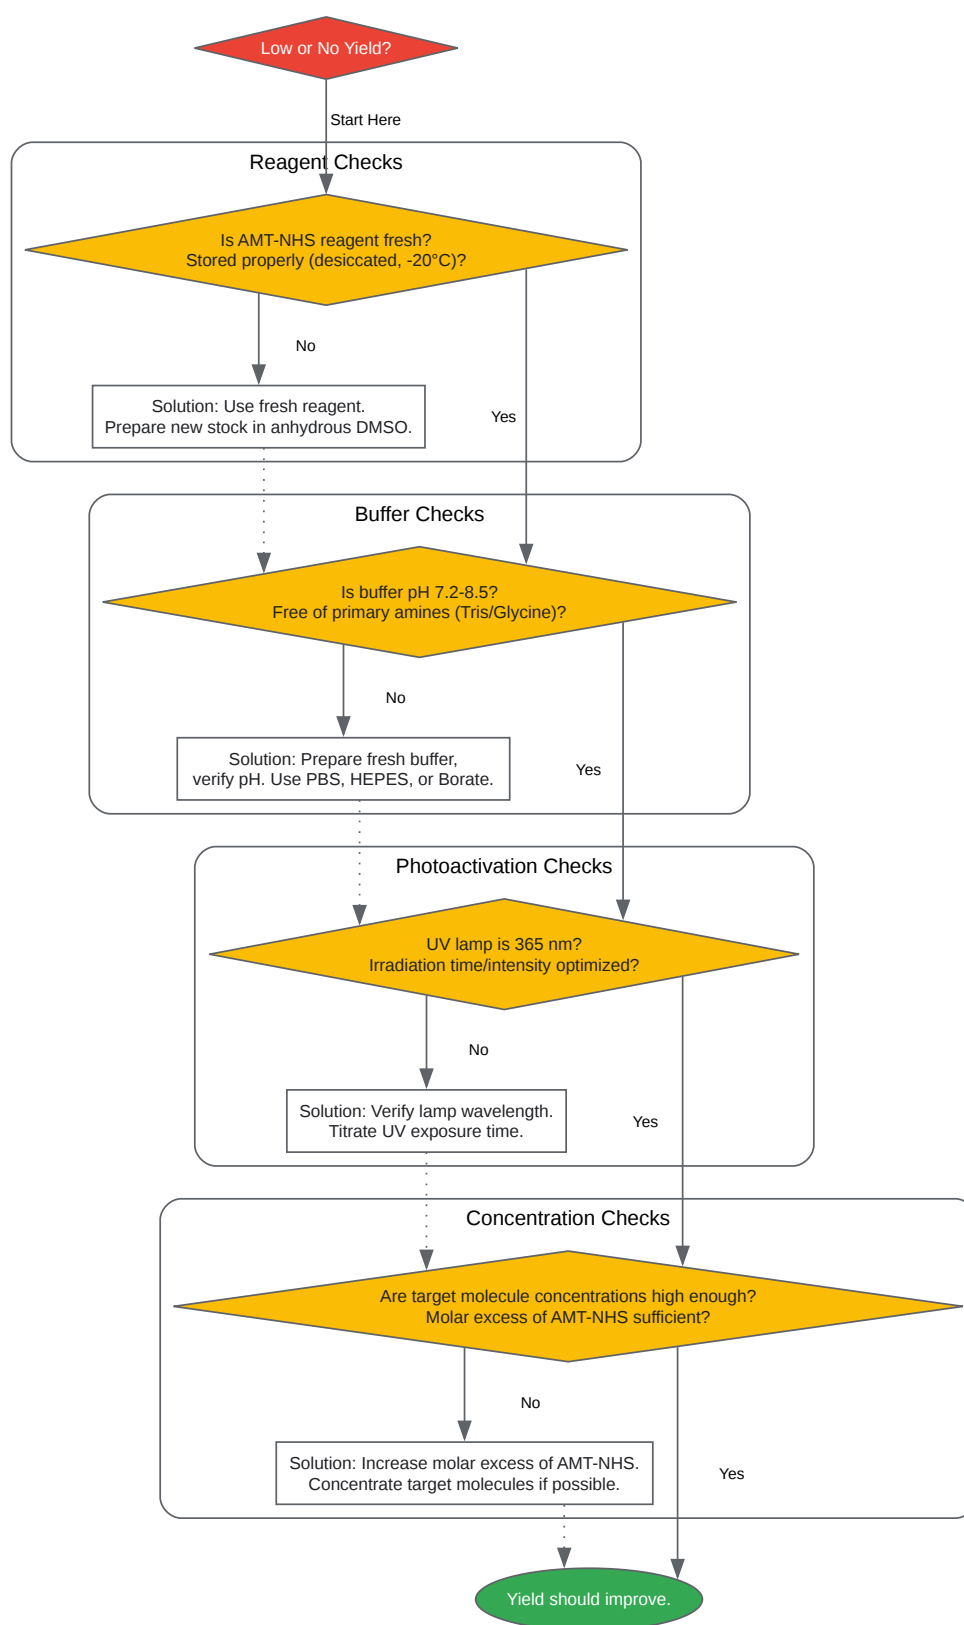 Low or No Yield?
Start Here
Reagent Checks
Is AMT-NHS reagent fresh?
Stored properly (desiccated, -20°C)?
No
Solution: Use fresh reagent.
Prepare new stock in anhydrous DMSO.
Yes
Buffer Checks
Is buffer pH 7.2-8.5?
Free of primary amines (Tris/Glycine)?
No
Solution: Prepare fresh buffer,
verify pH. Use PBS, HEPES, or Borate.
Yes
Photoactivation Checks
UV lamp is 365 nm?
Irradiation time/intensity optimized?
No
Solution: Verify lamp wavelength.
Titrate UV exposure time.
Yes
Concentration Checks
Are target molecule concentrations high enough?
Molar excess of AMT-NHS sufficient?
No
Solution: Increase molar excess of AMT-NHS.
Concentrate target molecules if possible.
Yes
Yield should improve.